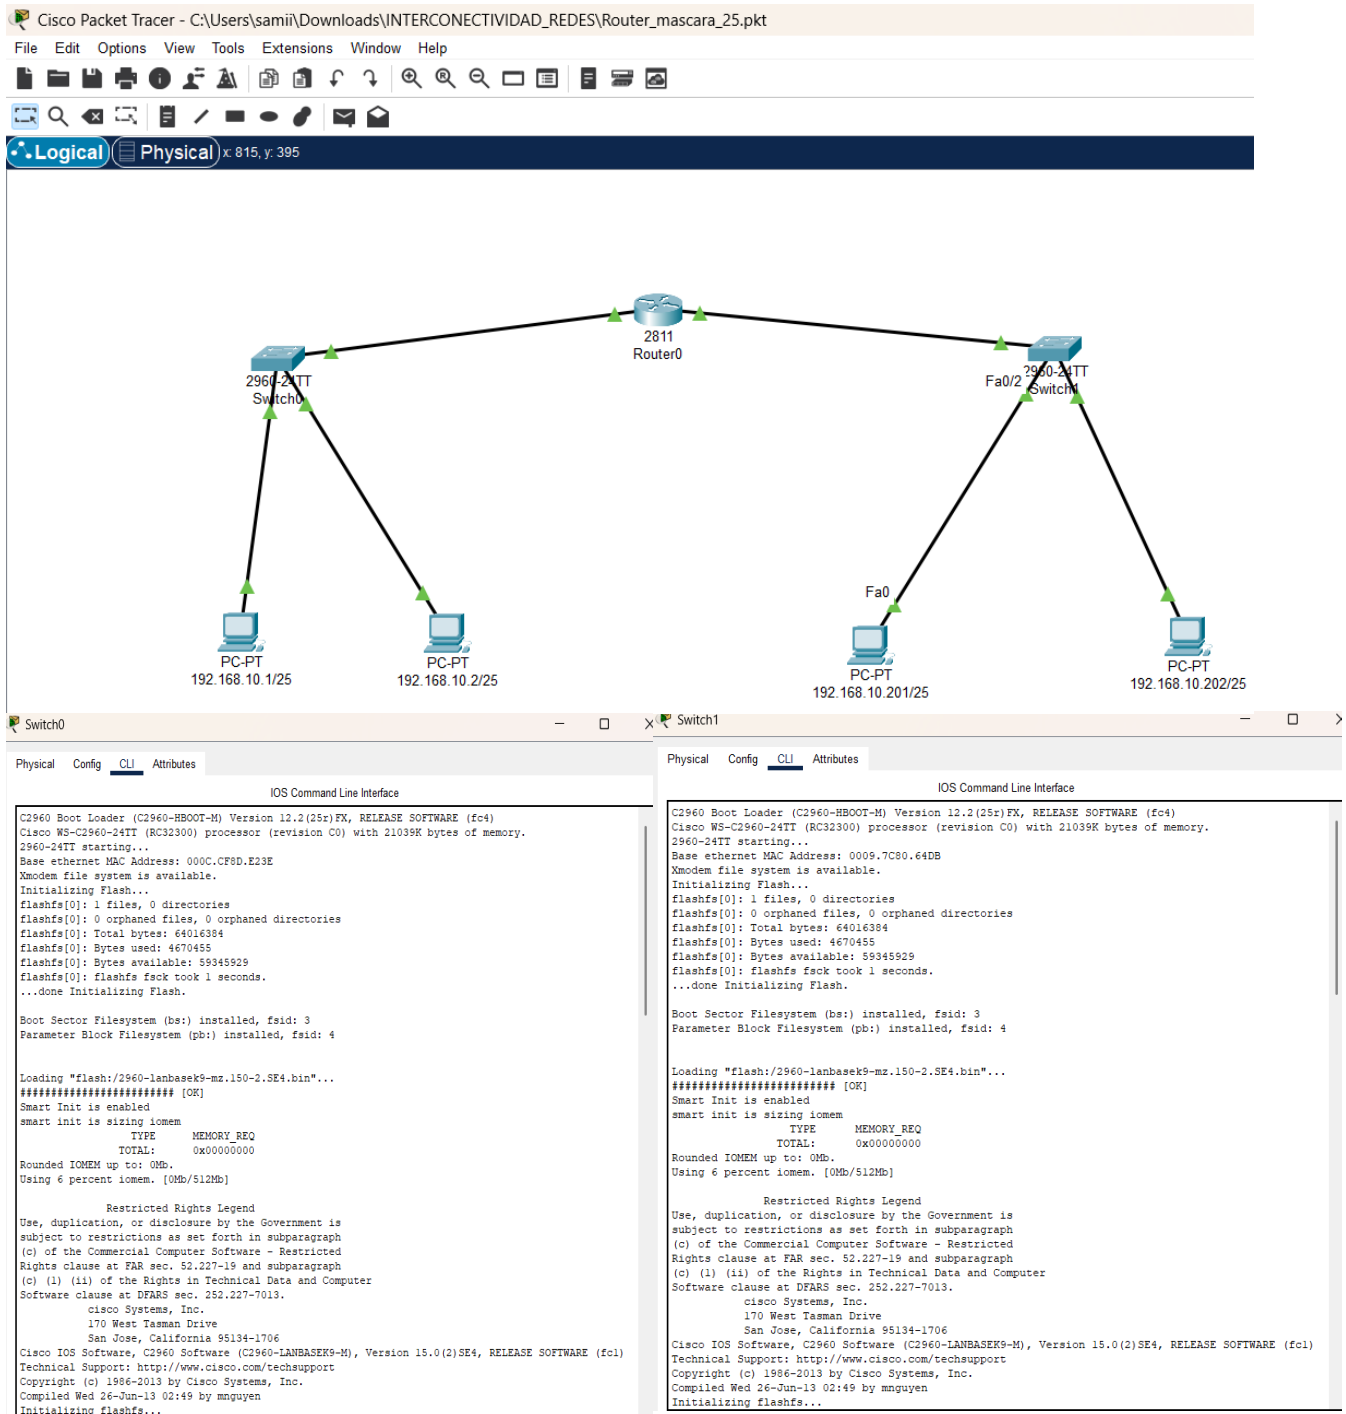 Cisco Packet Tracer - C:\Users\samii\Downloads\INTERCONECTIVIDAD_REDES\Router_mascara_25.pkt
File Edit Options View Tools Extensions Window Help
Logical Physical x: 815, y: 395
2811
Router0
2960-24TT
Switch0
Fa0/2
2960-24TT
Switch1
Fa0
PC-PT
192.168.10.1/25
PC-PT
192.168.10.2/25
PC-PT
192.168.10.201/25
PC-PT
192.168.10.202/25
Switch0
Physical Config CLI Attributes
IOS Command Line Interface
C2960 Boot Loader (C2960-HBOOT-M) Version 12.2(25r)FX, RELEASE SOFTWARE (fc4)
Cisco WS-C2960-24TT (RC32300) processor (revision C0) with 21039K bytes of memory.
2960-24TT starting...
Base ethernet MAC Address: 000C.CF8D.E23E
Xmodem file system is available.
Initializing Flash...
flashfs[0]: 1 files, 0 directories
flashfs[0]: 0 orphaned files, 0 orphaned directories
flashfs[0]: Total bytes: 64016384
flashfs[0]: Bytes used: 4670455
flashfs[0]: Bytes available: 59345929
flashfs[0]: flashfs fsck took 1 seconds.
...done Initializing Flash.
Boot Sector Filesystem (bs:) installed, fsid: 3
Parameter Block Filesystem (pb:) installed, fsid: 4
Loading "flash:/2960-lanbasek9-mz.150-2.SE4.bin"...
########################## [OK]
Smart Init is enabled
smart init is sizing iomem
TYPE MEMORY_REQ
TOTAL: 0x00000000
Rounded IOMEM up to: 0Mb.
Using 6 percent iomem. [0Mb/512Mb]
Restricted Rights Legend
Use, duplication, or disclosure by the Government is
subject to restrictions as set forth in subparagraph
(c) of the Commercial Computer Software - Restricted
Rights clause at FAR sec. 52.227-19 and subparagraph
(c) (1) (ii) of the Rights in Technical Data and Computer
Software clause at DFARS sec. 252.227-7013.
cisco Systems, Inc.
170 West Tasman Drive
San Jose, California 95134-1706
Cisco IOS Software, C2960 Software (C2960-LANBASEK9-M), Version 15.0(2)SE4, RELEASE SOFTWARE (fc1)
Technical Support: http://www.cisco.com/techsupport
Copyright (c) 1986-2013 by Cisco Systems, Inc.
Compiled Wed 26-Jun-13 02:49 by mnguyen
Initializing flashfs...
Switch1
Physical Config CLI Attributes
IOS Command Line Interface
C2960 Boot Loader (C2960-HBOOT-M) Version 12.2(25r)FX, RELEASE SOFTWARE (fc4)
Cisco WS-C2960-24TT (RC32300) processor (revision C0) with 21039K bytes of memory.
2960-24TT starting...
Base ethernet MAC Address: 0009.7C80.64DB
Xmodem file system is available.
Initializing Flash...
flashfs[0]: 1 files, 0 directories
flashfs[0]: 0 orphaned files, 0 orphaned directories
flashfs[0]: Total bytes: 64016384
flashfs[0]: Bytes used: 4670455
flashfs[0]: Bytes available: 59345929
flashfs[0]: flashfs fsck took 1 seconds.
...done Initializing Flash.
Boot Sector Filesystem (bs:) installed, fsid: 3
Parameter Block Filesystem (pb:) installed, fsid: 4
Loading "flash:/2960-lanbasek9-mz.150-2.SE4.bin"...
########################## [OK]
Smart Init is enabled
smart init is sizing iomem
TYPE MEMORY_REQ
TOTAL: 0x00000000
Rounded IOMEM up to: 0Mb.
Using 6 percent iomem. [0Mb/512Mb]
Restricted Rights Legend
Use, duplication, or disclosure by the Government is
subject to restrictions as set forth in subparagraph
(c) of the Commercial Computer Software - Restricted
Rights clause at FAR sec. 52.227-19 and subparagraph
(c) (1) (ii) of the Rights in Technical Data and Computer
Software clause at DFARS sec. 252.227-7013.
cisco Systems, Inc.
170 West Tasman Drive
San Jose, California 95134-1706
Cisco IOS Software, C2960 Software (C2960-LANBASEK9-M), Version 15.0(2)SE4, RELEASE SOFTWARE (fc1)
Technical Support: http://www.cisco.com/techsupport
Copyright (c) 1986-2013 by Cisco Systems, Inc.
Compiled Wed 26-Jun-13 02:49 by mnguyen
Initializing flashfs...